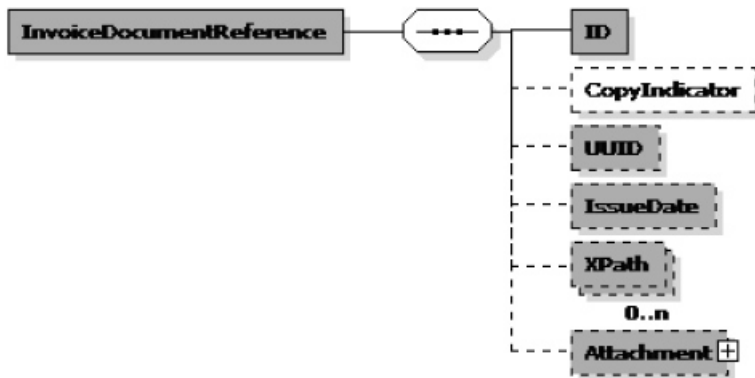 InvoiceDocumentReference
ID
CopyIndicator
UUID
IssueDate
XPath
0..n
Attachment